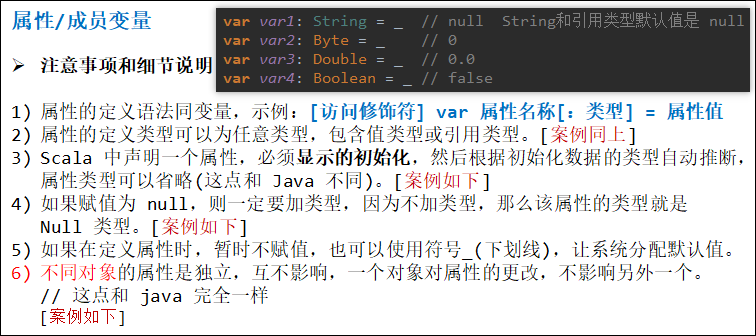 属性/成员变量
var var1: String = _ // null String和引用类型默认值是 null
var var2: Byte = _ // 0
var var3: Double = _ // 0.0
var var4: Boolean = _ // false
➢ 注意事项和细节说明
1) 属性的定义语法同变量，示例：[访问修饰符] var 属性名称[：类型] = 属性值
2) 属性的定义类型可以为任意类型，包含值类型或引用类型。[案例同上]
3) Scala 中声明一个属性，必须显示的初始化，然后根据初始化数据的类型自动推断，
属性类型可以省略(这点和 Java 不同)。[案例如下]
4) 如果赋值为 null，则一定要加类型，因为不加类型，那么该属性的类型就是
Null 类型。[案例如下]
5) 如果在定义属性时，暂时不赋值，也可以使用符号_(下划线)，让系统分配默认值。
6) 不同对象的属性是独立，互不影响，一个对象对属性的更改，不影响另外一个。
// 这点和 java 完全一样
[案例如下]